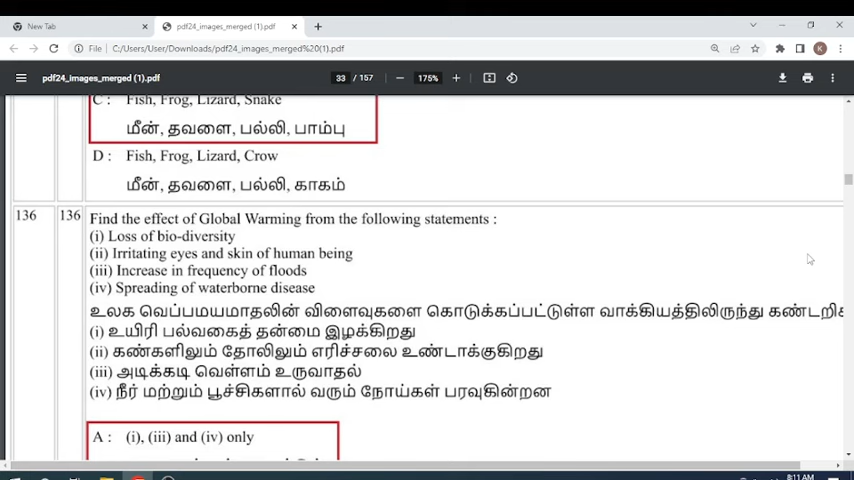 New Tab
pdf24_images_merged (1).pdf
File
C:/Users/User/Downloads/pdf24_images_merged%20(1).pdf
K
pdf24_images_merged (1).pdf
33 / 157
175%
C : Fish, Frog, Lizard, Snake
மீன், தவளை, பல்லி, பாம்பு
D : Fish, Frog, Lizard, Crow
மீன், தவளை, பல்லி, காகம்
136 136 Find the effect of Global Warming from the following statements :
(i) Loss of bio-diversity
(ii) Irritating eyes and skin of human being
(iii) Increase in frequency of floods
(iv) Spreading of waterborne disease
உலக வெப்பமயமாதலின் விளைவுகளை கொடுக்கப்பட்டுள்ள வாக்கியத்திலிருந்து
(i) உயிரி பல்வகைத் தன்மை இழக்கிறது
(ii) கண்களிலும் தோலிலும் எரிச்சலை உண்டாக்குகிறது
(iii) அடிக்கடி வெள்ளம் உருவாதல்
(iv) நீர் மற்றும் பூச்சிகளால் வரும் நோய்கள் பரவுகின்றன
A : (i), (iii) and (iv) only
8:11 AM